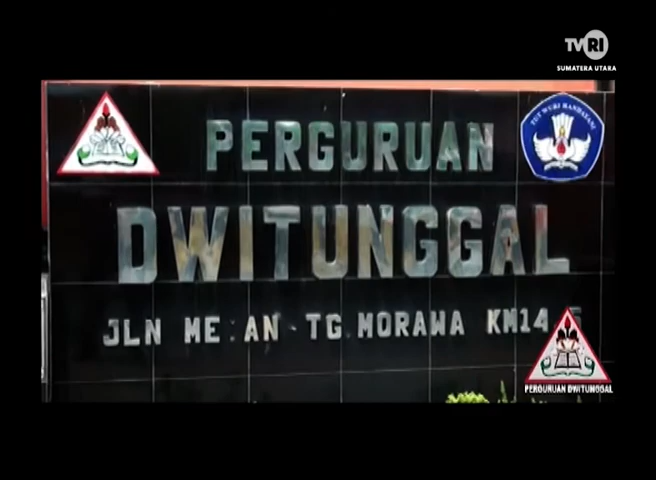 TVRI
SUMATERA UTARA
PERGURUAN
TUT WURI HANDAYANI
DWITUNGGAL
JLN ME AN - TG. MORAWA KM14
PERGURUAN DWITUNGGAL